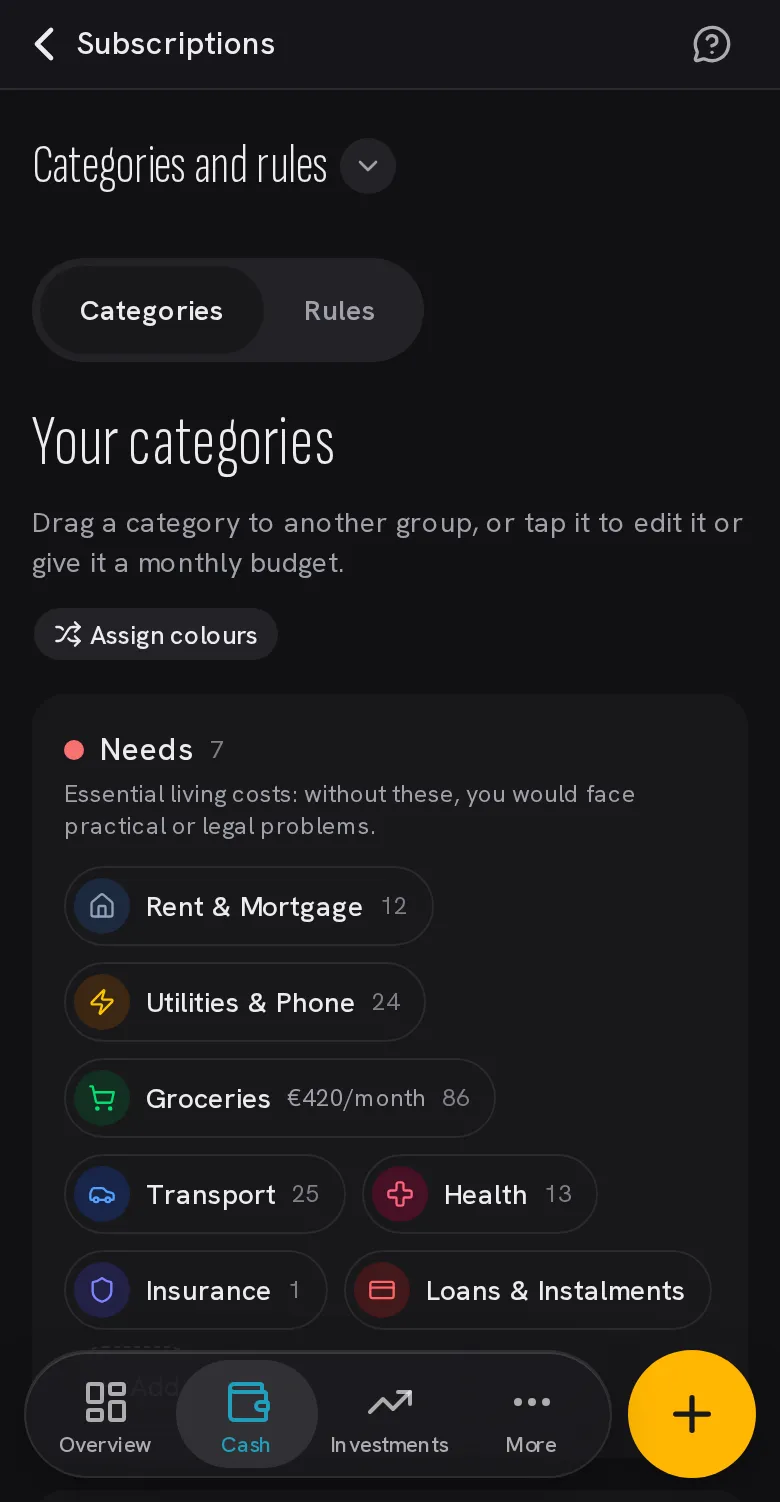 Subscriptions
Categories and rules
Categories Rules
Your categories
Drag a category to another group, or tap it to edit it or
give it a monthly budget.
Assign colours
Needs 7
Essential living costs: without these, you would face
practical or legal problems.
Rent & Mortgage 12
Utilities & Phone 24
Groceries €420/month 86
Transport 25 Health 13
Insurance 1 Loans & Instalments
Add
Overview Cash Investments More